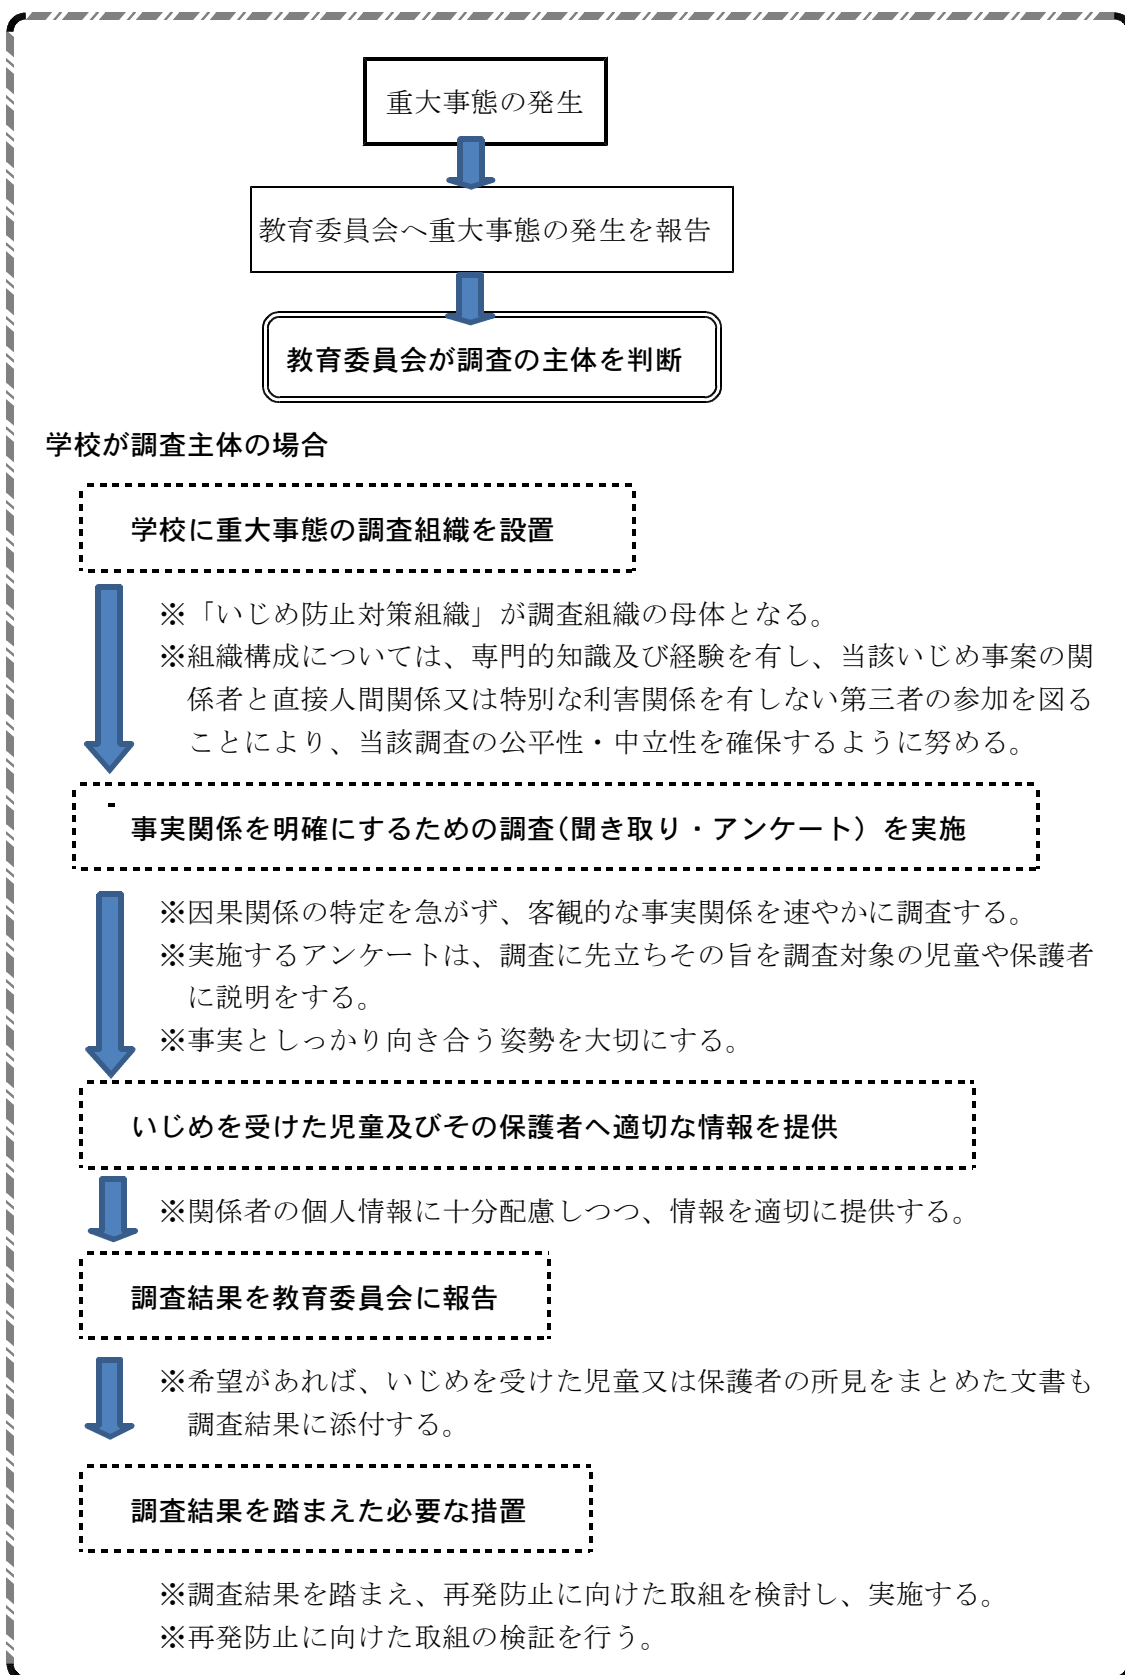 重大事態の発生
教育委員会へ重大事態の発生を報告
教育委員会が調査の主体を判断
学校が調査主体の場合
学校に重大事態の調査組織を設置
※「いじめ防止対策組織」が調査組織の母体となる。
※組織構成については、専門的知識及び経験を有し、当該いじめ事案の関
係者と直接人間関係又は特別な利害関係を有しない第三者の参加を図る
ことにより、当該調査の公平性・中立性を確保するように努める。
事実関係を明確にするための調査(聞き取り・アンケート）を実施
※因果関係の特定を急がず、客観的な事実関係を速やかに調査する。
※実施するアンケートは、調査に先立ちその旨を調査対象の児童や保護者
に説明をする。
※事実としっかり向き合う姿勢を大切にする。
いじめを受けた児童及びその保護者へ適切な情報を提供
※関係者の個人情報に十分配慮しつつ、情報を適切に提供する。
調査結果を教育委員会に報告
※希望があれば、いじめを受けた児童又は保護者の所見をまとめた文書も
調査結果に添付する。
調査結果を踏まえた必要な措置
※調査結果を踏まえ、再発防止に向けた取組を検討し、実施する。
※再発防止に向けた取組の検証を行う。